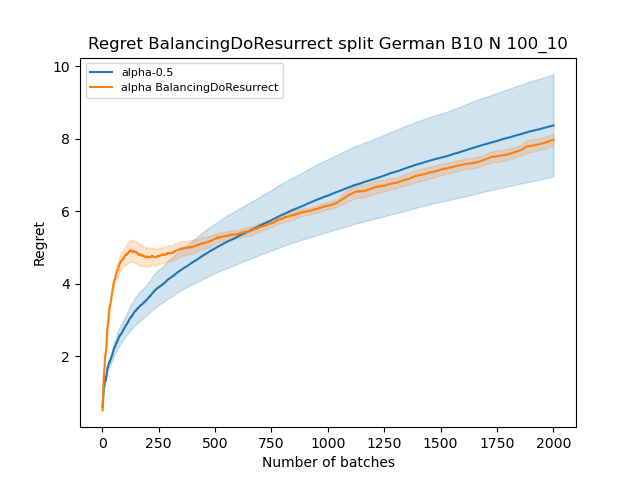 Regret BalancingDoResurrect split German B10 N 100_10
alpha-0.5
alpha BalancingDoResurrect
10
8
6
4
2
Regret
0 250 500 750 1000 1250 1500 1750 2000
Number of batches